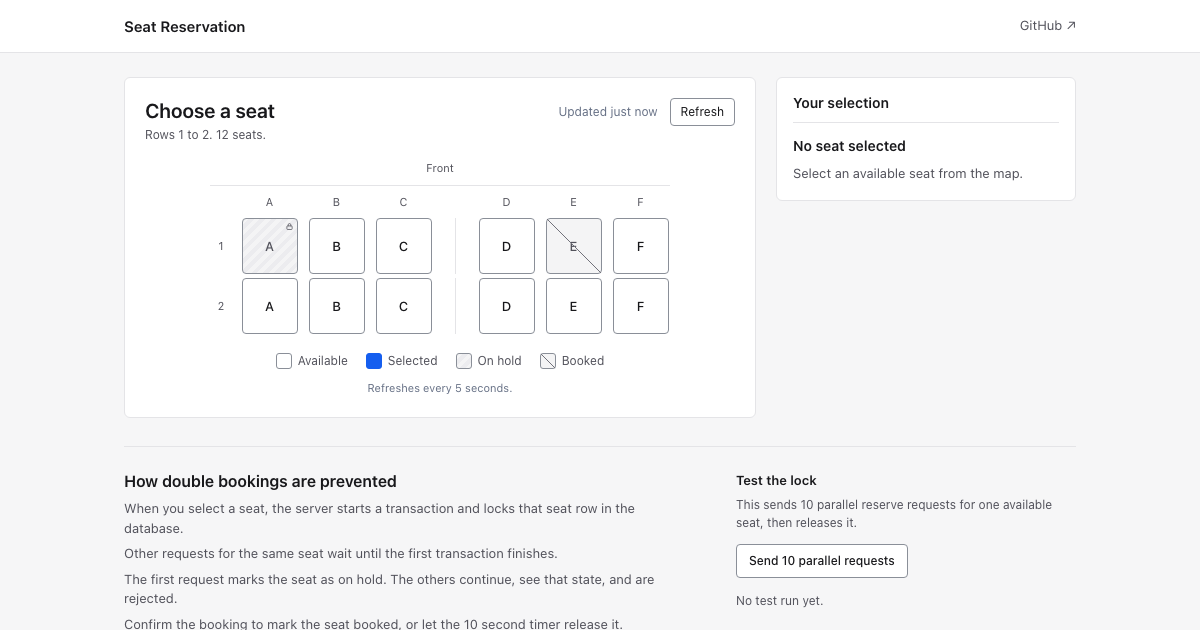 Seat Reservation
GitHub ↗
Choose a seat
Updated just now
Refresh
Rows 1 to 2. 12 seats.
Front
A B C D E F
1 A B C D E F
2 A B C D E F
Available Selected On hold Booked
Refreshes every 5 seconds.
Your selection
No seat selected
Select an available seat from the map.
How double bookings are prevented
When you select a seat, the server starts a transaction and locks that seat row in the
database.
Other requests for the same seat wait until the first transaction finishes.
The first request marks the seat as on hold. The others continue, see that state, and are
rejected.
Confirm the booking to mark the seat booked, or let the 10 second timer release it.
Test the lock
This sends 10 parallel reserve requests for one available
seat, then releases it.
Send 10 parallel requests
No test run yet.